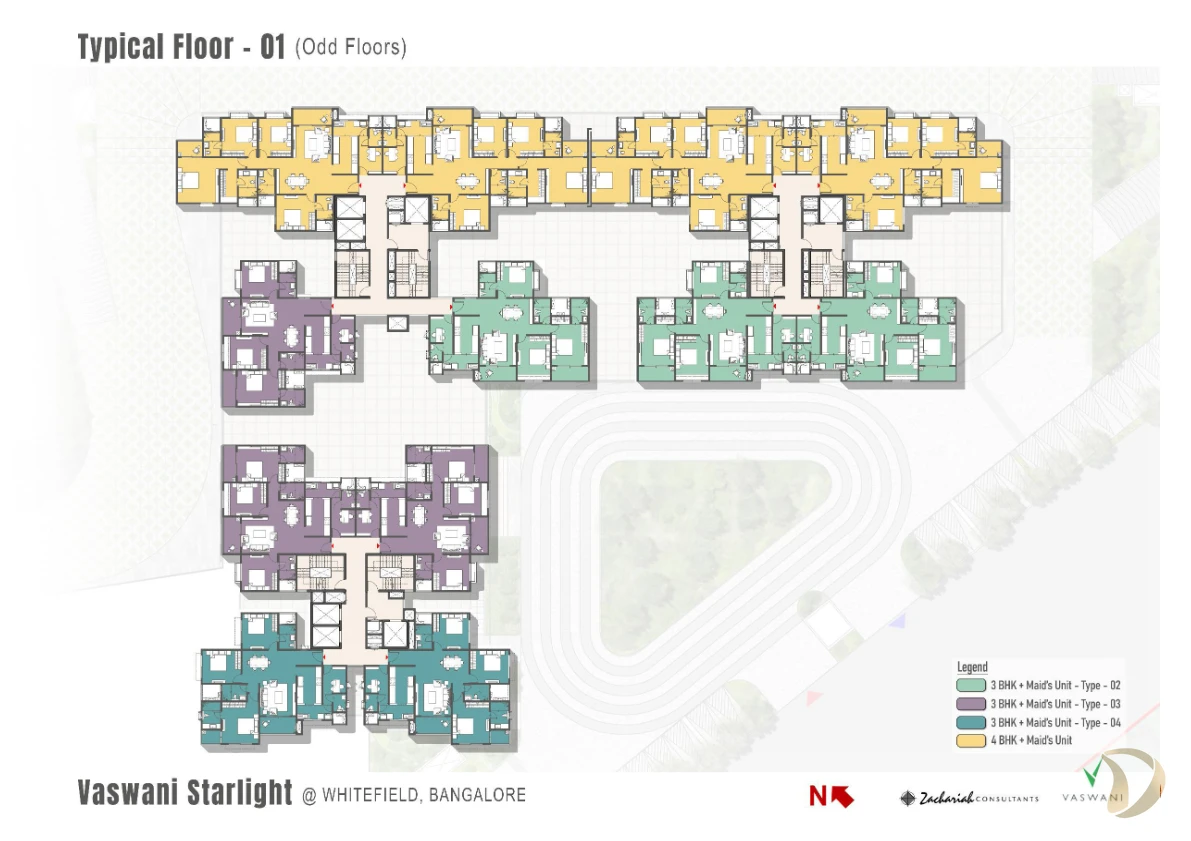 Typical Floor - 01 (Odd Floors)
Legend
3 BHK + Maid's Unit - Type - 02
3 BHK + Maid's Unit - Type - 03
3 BHK + Maid's Unit - Type - 04
4 BHK + Maid's Unit
Vaswani Starlight @ WHITEFIELD, BANGALORE
N
Zachariah CONSULTANTS
VASWANI